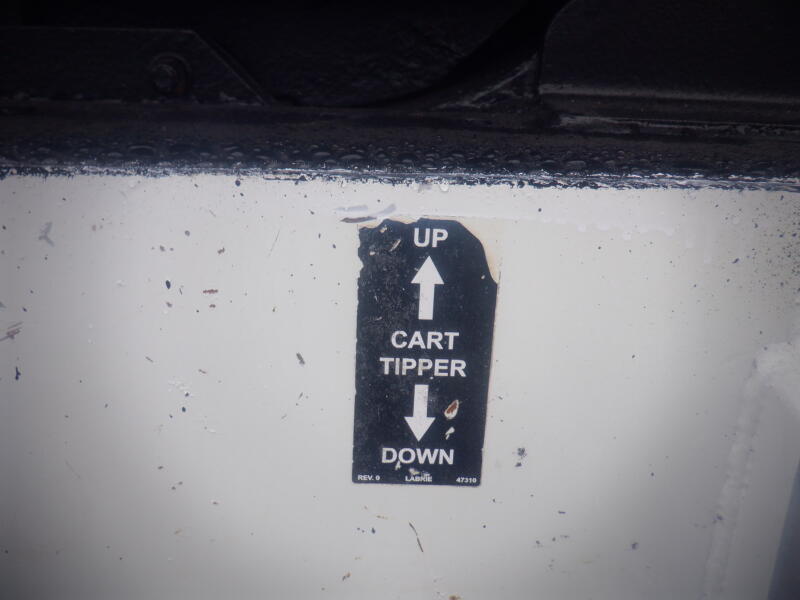 UP
CART
TIPPER
DOWN
REV. 0 LABRIE 47310